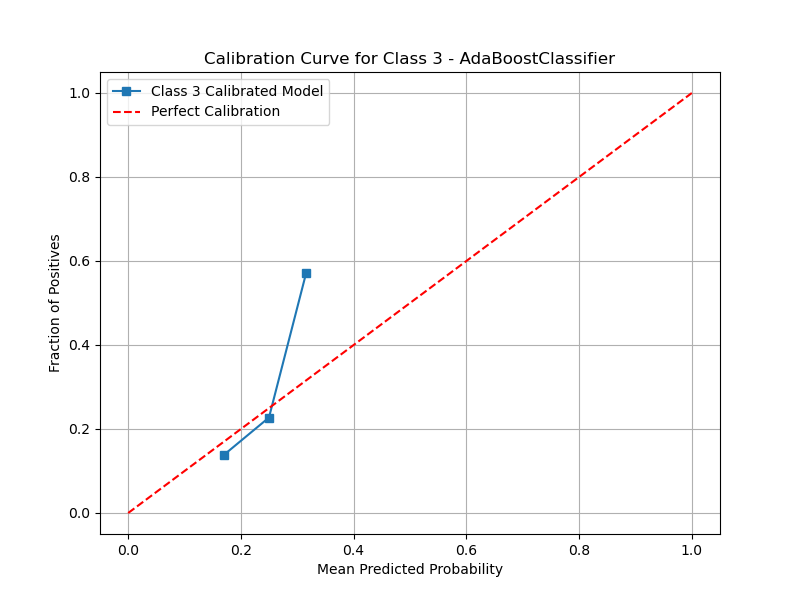 Calibration Curve for Class 3 - AdaBoostClassifier
Class 3 Calibrated Model
Perfect Calibration
1.0
0.8
0.6
0.4
0.2
0.0
Fraction of Positives
0.0 0.2 0.4 0.6 0.8 1.0
Mean Predicted Probability